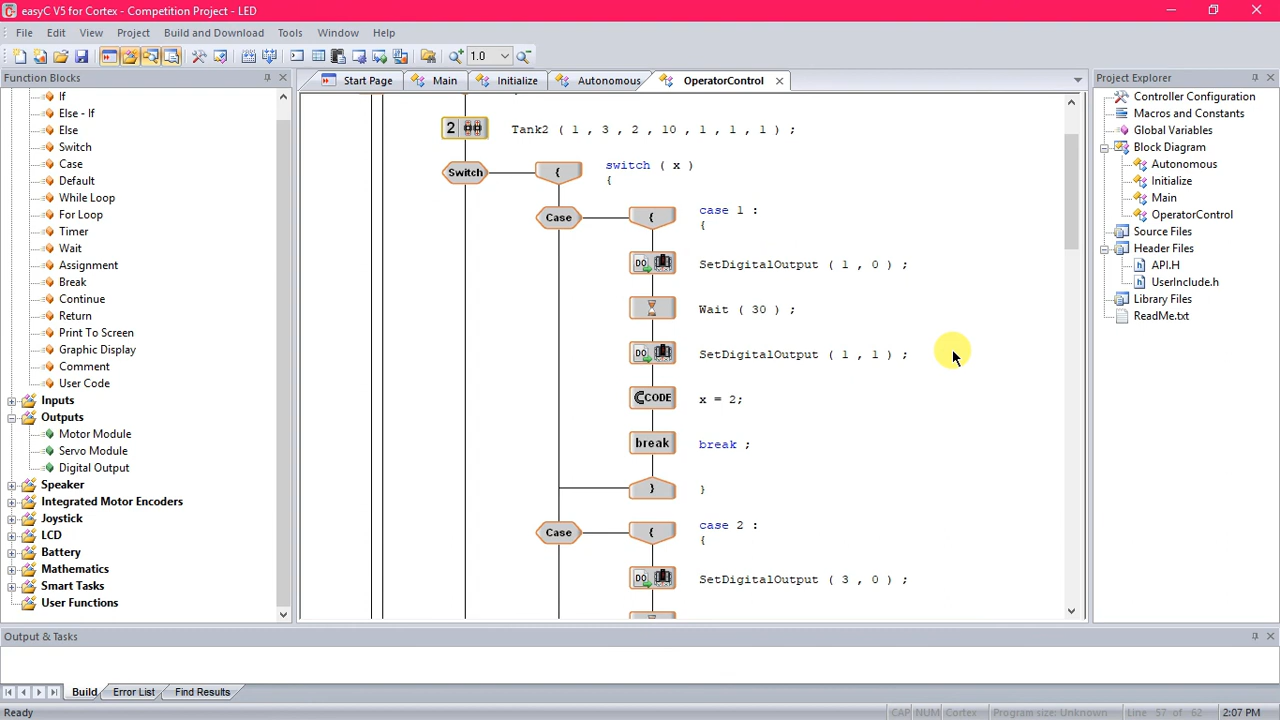 easyC V5 for Cortex - Competition Project - LED
File Edit View Project Build and Download Tools Window Help
1.0
Function Blocks
If
Else - If
Else
Switch
Case
Default
While Loop
For Loop
Timer
Wait
Assignment
Break
Continue
Return
Print To Screen
Graphic Display
Comment
User Code
Inputs
Outputs
Motor Module
Servo Module
Digital Output
Speaker
Integrated Motor Encoders
Joystick
LCD
Battery
Mathematics
Smart Tasks
User Functions
Start Page Main Initialize Autonomous OperatorControl
2 Tank2 ( 1 , 3 , 2 , 10 , 1 , 1 , 1 ) ;
Switch { switch ( x )
{
Case { case 1 :
{
DO SetDigitalOutput ( 1 , 0 ) ;
Wait ( 30 ) ;
DO SetDigitalOutput ( 1 , 1 ) ;
CODE x = 2;
break break ;
} }
Case { case 2 :
{
DO SetDigitalOutput ( 3 , 0 ) ;
Project Explorer
Controller Configuration
Macros and Constants
Global Variables
Block Diagram
Autonomous
Initialize
Main
OperatorControl
Source Files
Header Files
API.H
UserInclude.h
Library Files
ReadMe.txt
Output & Tasks
Build Error List Find Results
Ready CAP NUM Cortex Program size: Unknown Line 57 of 62 2:07 PM